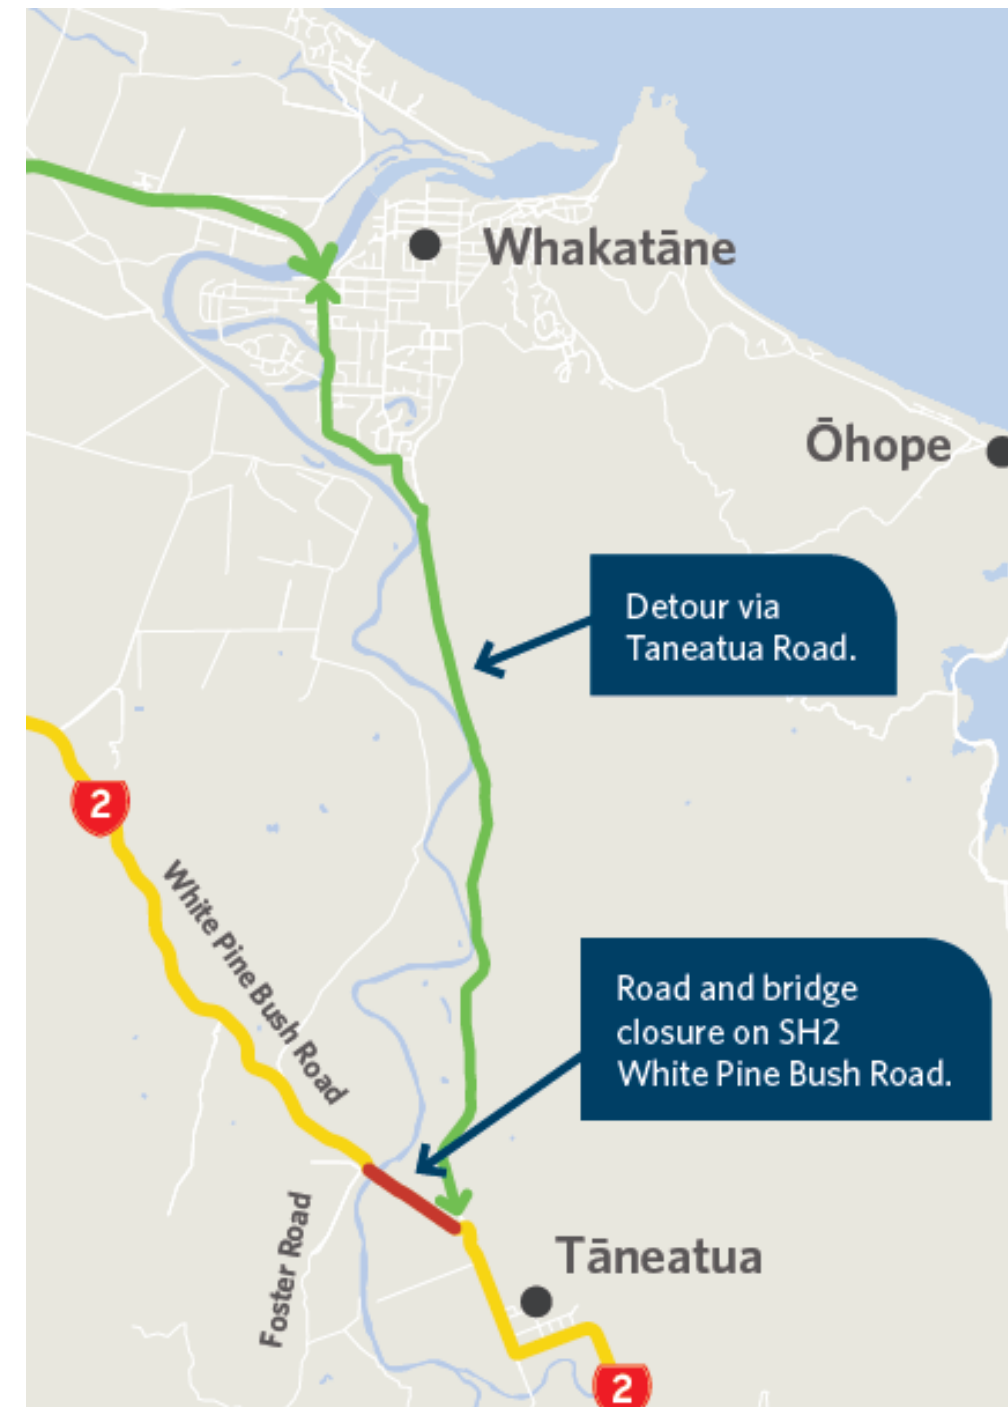 Whakatāne
Ōhope
Detour via
Taneatua Road.
2
White Pine Bush Road
Road and bridge
closure on SH2
White Pine Bush Road.
Foster Road
Tāneatua
2